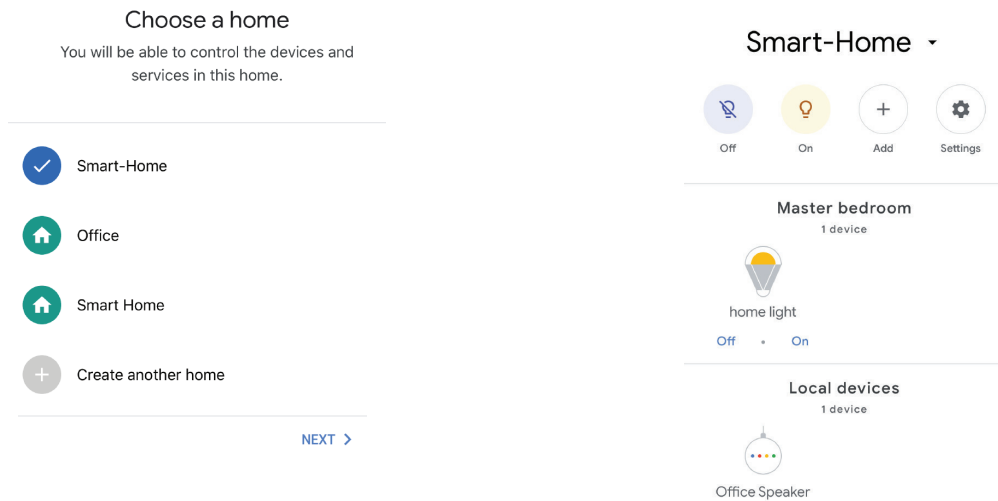 Choose a home
You will be able to control the devices and
services in this home.
Smart-Home
Office
Smart Home
Create another home
NEXT
Smart-Home
Off On Add Settings
Master bedroom
1 device
home light
Off • On
Local devices
1 device
Office Speaker